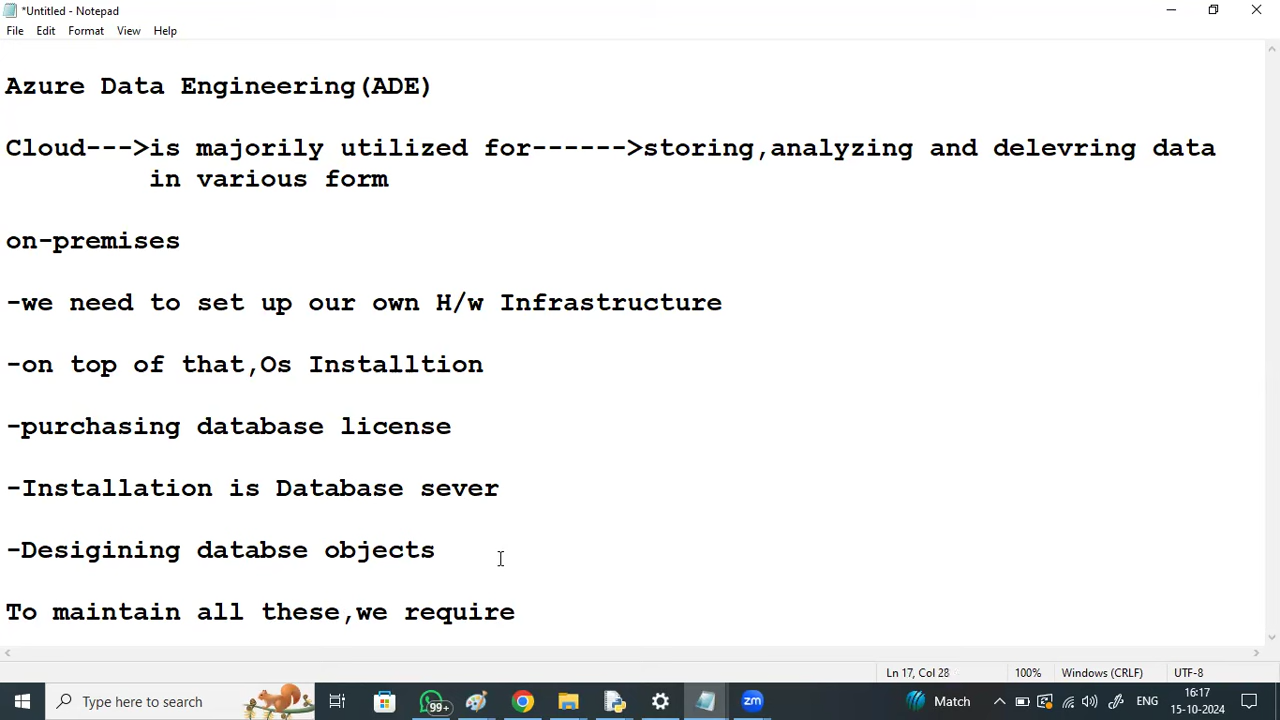 *Untitled - Notepad
File Edit Format View Help
Azure Data Engineering(ADE)
Cloud--->is majorily utilized for------>storing,analyzing and delevring data
in various form
on-premises
-we need to set up our own H/w Infrastructure
-on top of that,Os Installtion
-purchasing database license
-Installation is Database sever
-Desigining databse objects
To maintain all these,we require
Ln 17, Col 28 100% Windows (CRLF) UTF-8
Type here to search 99+ zm Match ENG 16:17
15-10-2024